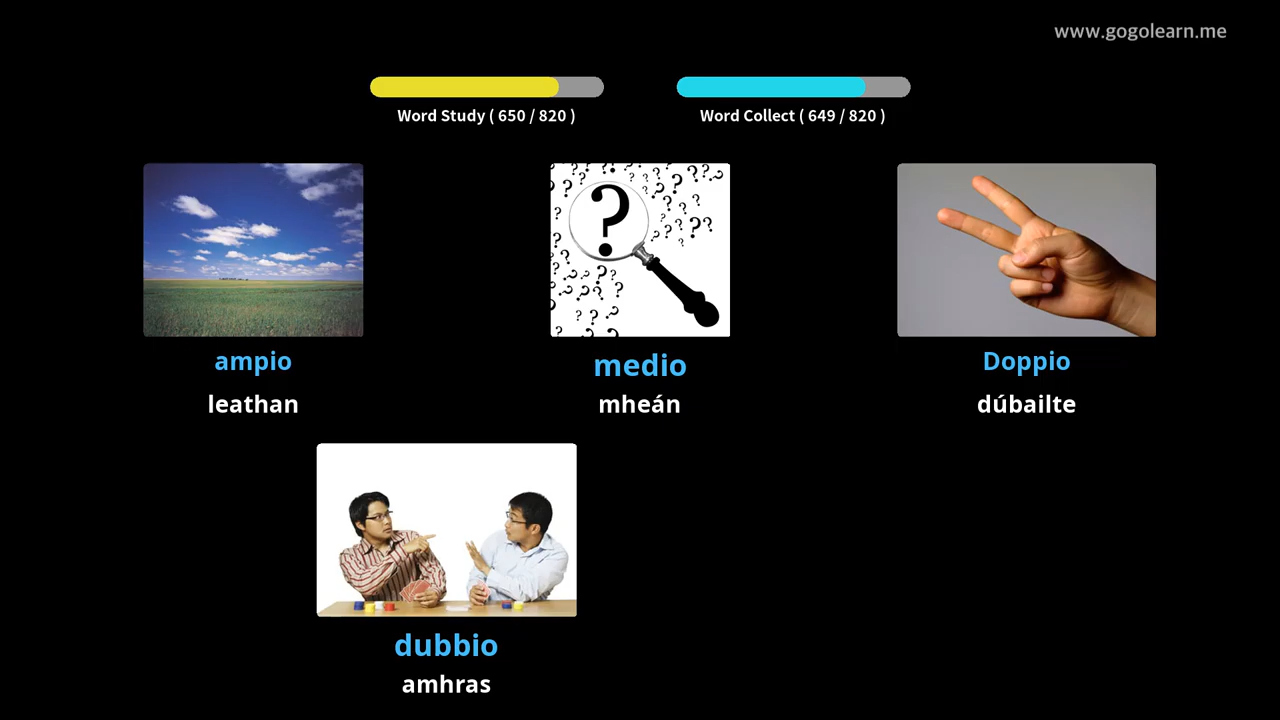 www.gogolearn.me
Word Study ( 650 / 820 )
Word Collect ( 649 / 820 )
ampio
leathan
medio
mheán
Doppio
dúbailte
dubbio
amhras